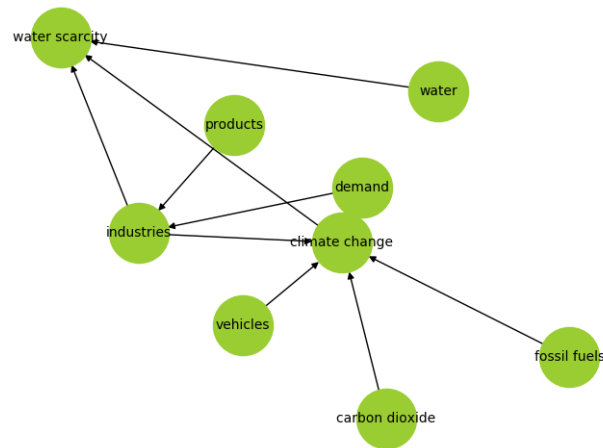 water scarcity
water
products
demand
industries
climate change
vehicles
fossil fuels
carbon dioxide